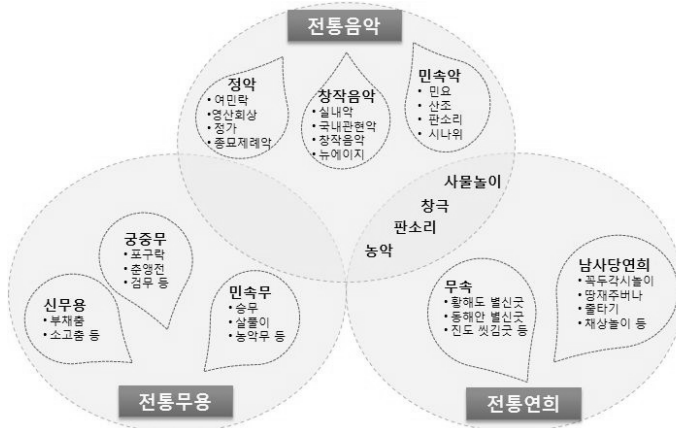 전통음악
정악
• 여민락
• 영산회상
• 정가
• 종묘제례악
창작음악
• 실내악
• 국내관현악
• 창작음악
• 뉴에이지
민속악
• 민요
• 산조
• 판소리
• 시나위
사물놀이
창극
판소리
농악
궁중무
• 포구락
• 춘앵전
• 검무 등
신무용
• 부채춤
• 소고춤 등
민속무
• 승무
• 살풀이
• 농악무 등
전통무용
무속
• 황해도 별신굿
• 동해안 별신굿
• 진도 씻김굿 등
남사당연희
• 꼭두각시놀이
• 땅재주버나
• 줄타기
• 채상놀이 등
전통연희